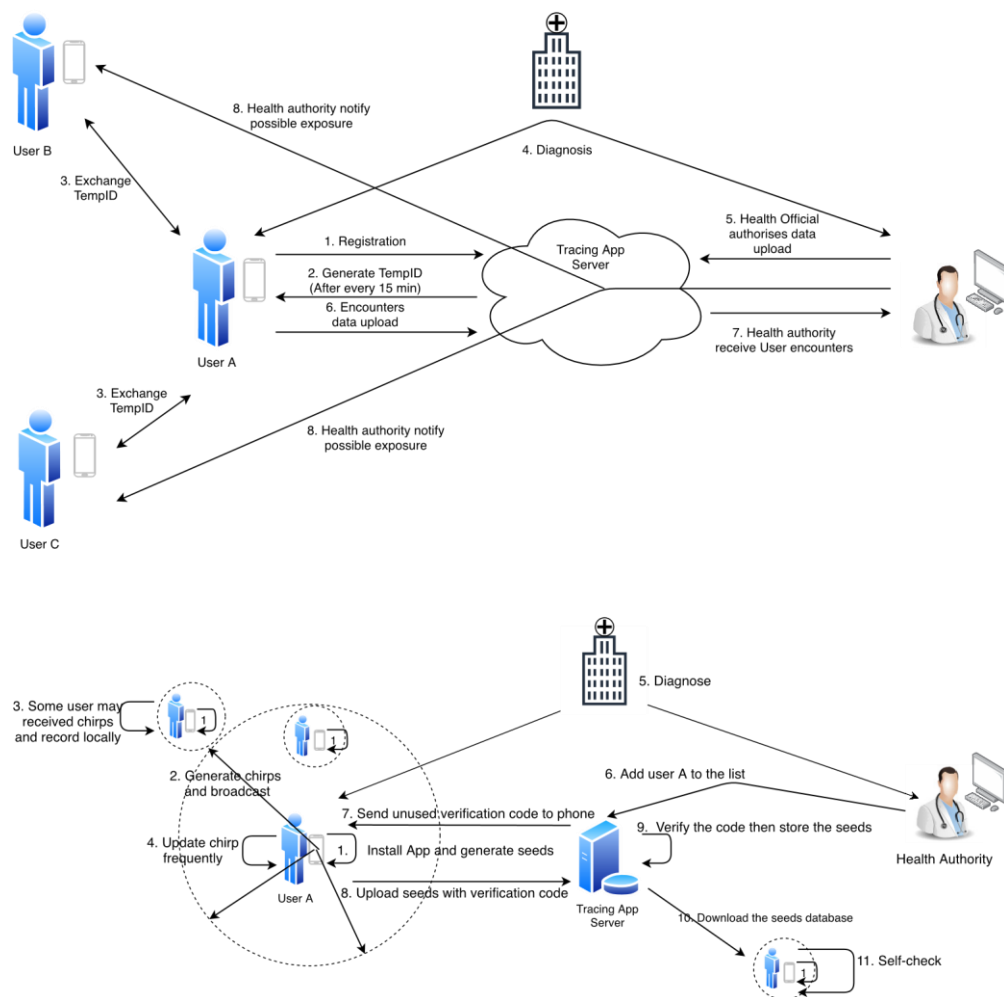 8. Health authority notify
possible exposure
User B
4. Diagnosis
3. Exchange
TempID
5. Health Official
authorises data
upload
1. Registration
Tracing App
Server
2. Generate TempID
(After every 15 min)
6. Encounters
data upload
7. Health authority
receive User encounters
User A
3. Exchange
TempID
8. Health authority notify
possible exposure
User C
5. Diagnose
3. Some user may
received chirps
and record locally
1
1
2. Generate chirps
and broadcast
6. Add user A to the list
7. Send unused verification code to phone
9. Verify the code then store the seeds
4. Update chirp
frequently
1.
Install App and generate seeds
Health Authority
8. Upload seeds with verification code
User A
Tracing App
Server
10. Download the seeds database
11. Self-check
1